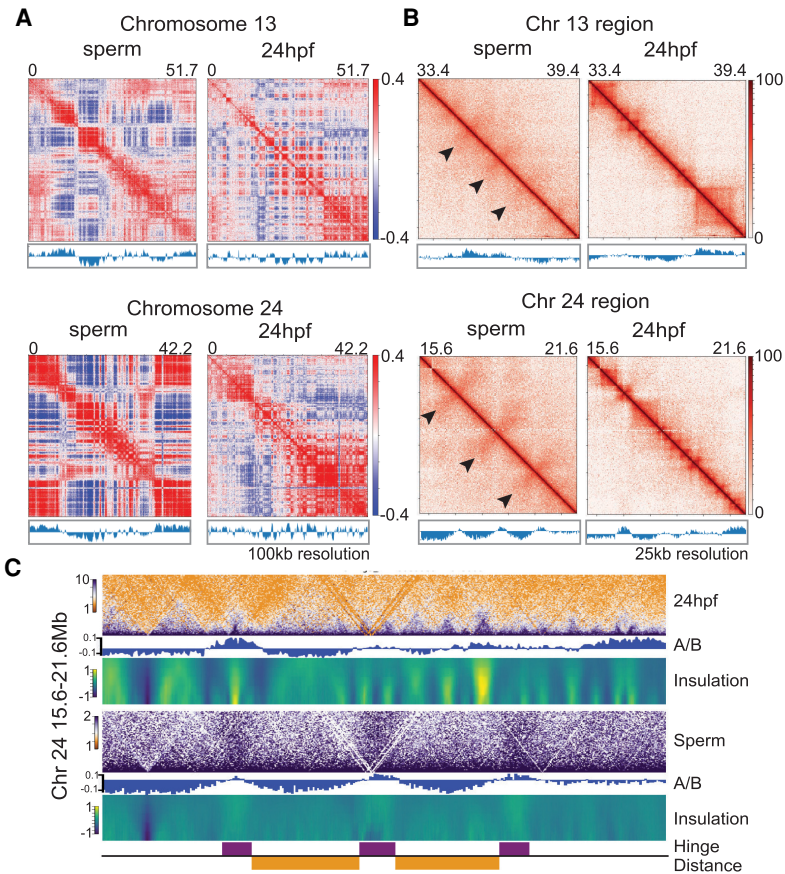 A
Chromosome 13
sperm 24hpf
0 51.7 0 51.7
0.4
-0.4
B
Chr 13 region
sperm 24hpf
33.4 39.4 33.4 39.4
100
0
Chromosome 24
sperm 24hpf
0 42.2 0 42.2
0.4
-0.4
100kb resolution
Chr 24 region
sperm 24hpf
15.6 21.6 15.6 21.6
100
0
25kb resolution
C
Chr 24 15.6-21.6Mb
10
1
24hpf
0.1
-0.1
A/B
1
-1
Insulation
2
1
Sperm
0.1
-0.1
A/B
1
-1
Insulation
Hinge
Distance